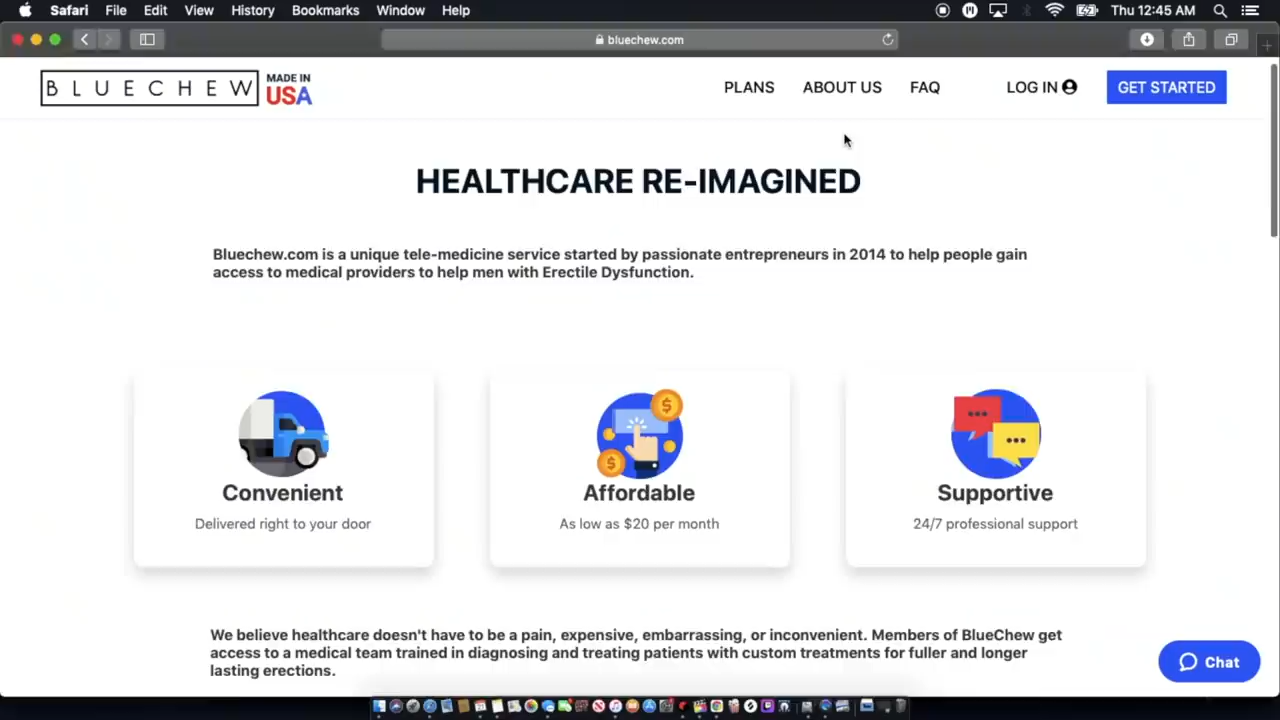 Safari File Edit View History Bookmarks Window Help Thu 12:45 AM
bluechew.com
BLUECHEW MADE IN USA PLANS ABOUT US FAQ LOG IN GET STARTED
HEALTHCARE RE-IMAGINED
Bluechew.com is a unique tele-medicine service started by passionate entrepreneurs in 2014 to help people gain
access to medical providers to help men with Erectile Dysfunction.
Convenient
Delivered right to your door
Affordable
As low as $20 per month
Supportive
24/7 professional support
We believe healthcare doesn't have to be a pain, expensive, embarrassing, or inconvenient. Members of BlueChew get
access to a medical team trained in diagnosing and treating patients with custom treatments for fuller and longer
lasting erections.
Chat